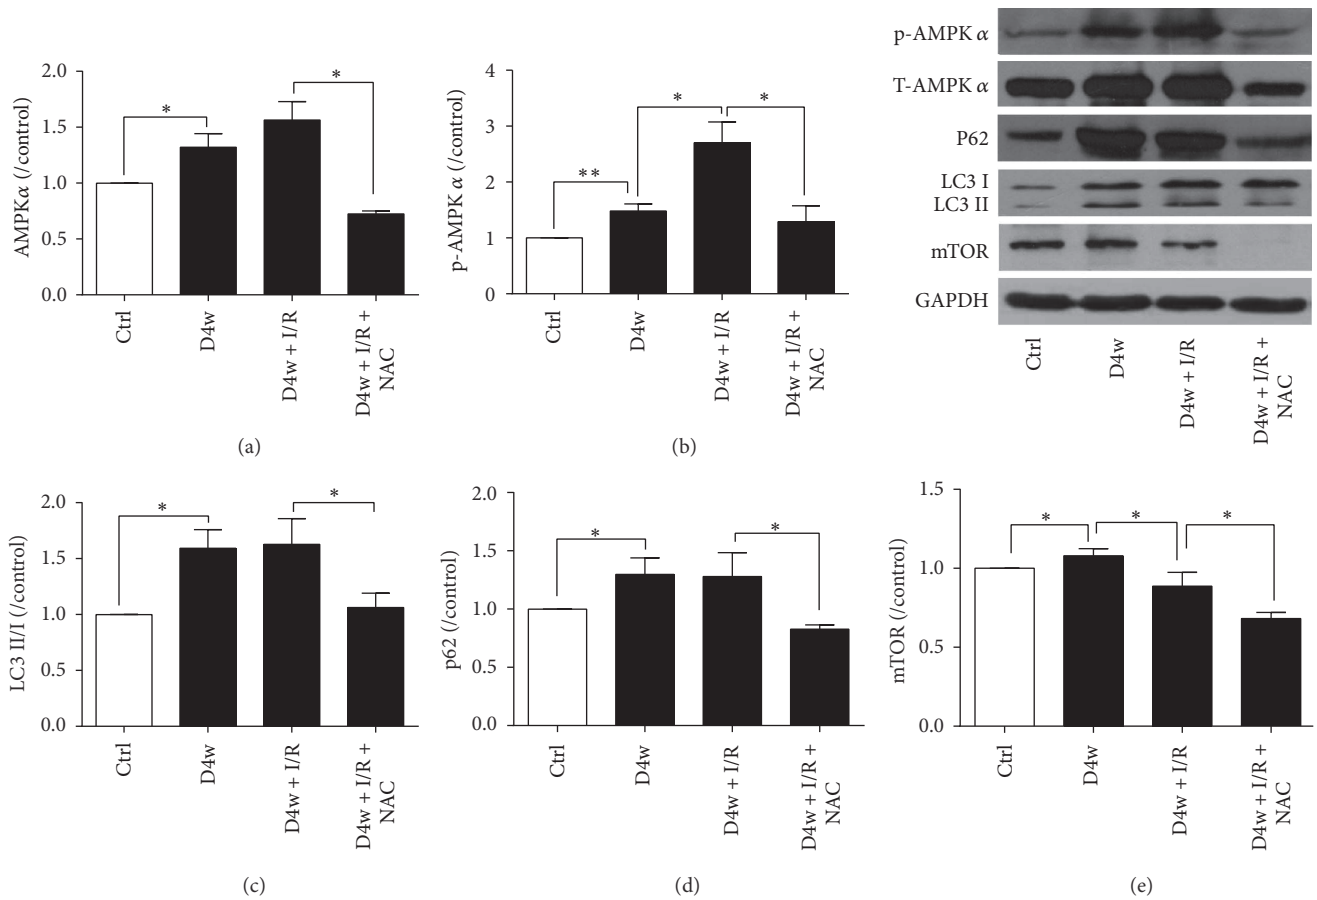 2.0
1.5
1.0
0.5
0.0
AMPKα (/control)
*
*
Ctrl
D4w
D4w + I/R
D4w + I/R +
NAC
(a)
4
3
2
1
0
p-AMPK α (/control)
**
*
*
Ctrl
D4w
D4w + I/R
D4w + I/R +
NAC
(b)
p-AMPK α
T-AMPK α
P62
LC3 I
LC3 II
mTOR
GAPDH
Ctrl
D4w
D4w + I/R
D4w + I/R +
NAC
2.0
1.5
1.0
0.5
0.0
LC3 II/I (/control)
*
*
Ctrl
D4w
D4w + I/R
D4w + I/R +
NAC
(c)
2.0
1.5
1.0
0.5
0.0
p62 (/control)
*
*
Ctrl
D4w
D4w + I/R
D4w + I/R +
NAC
(d)
1.5
1.0
0.5
0.0
mTOR (/control)
*
*
*
Ctrl
D4w
D4w + I/R
D4w + I/R +
NAC
(e)